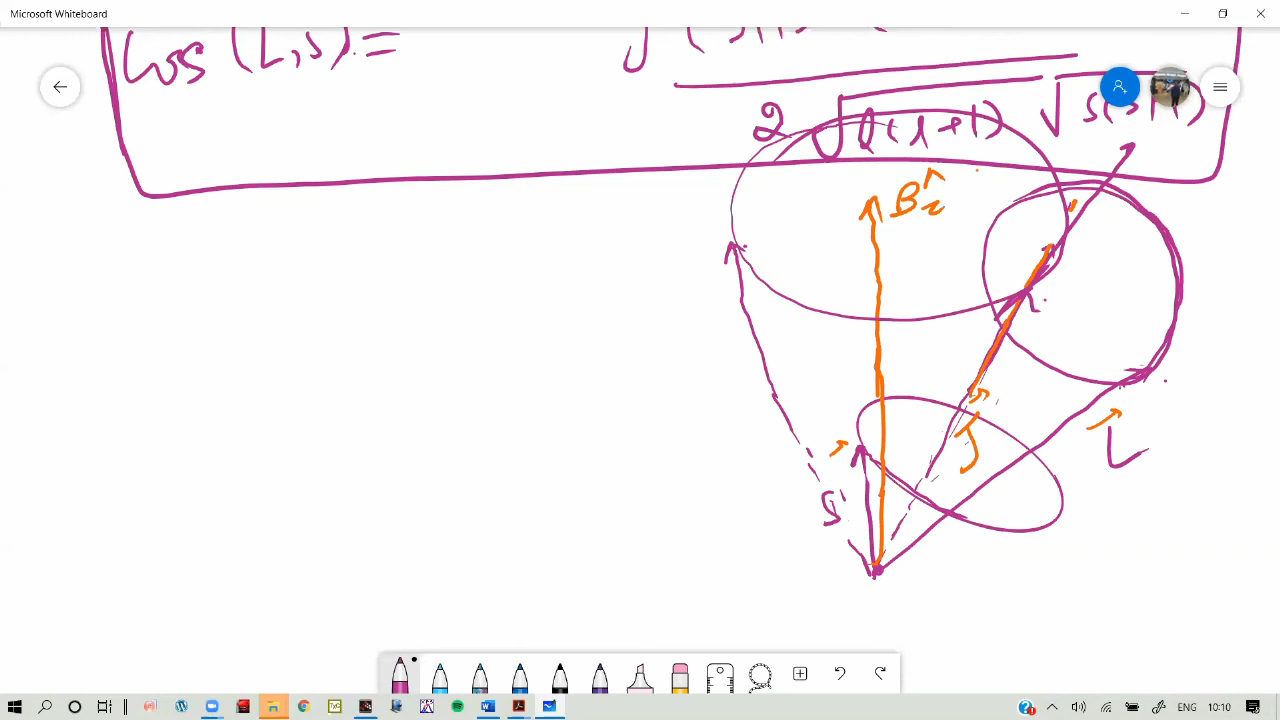 Microsoft Whiteboard
Cos (L,s) =
2 √l(l+1) √s(s+1)
B z
J
L
S
ENG
10:10